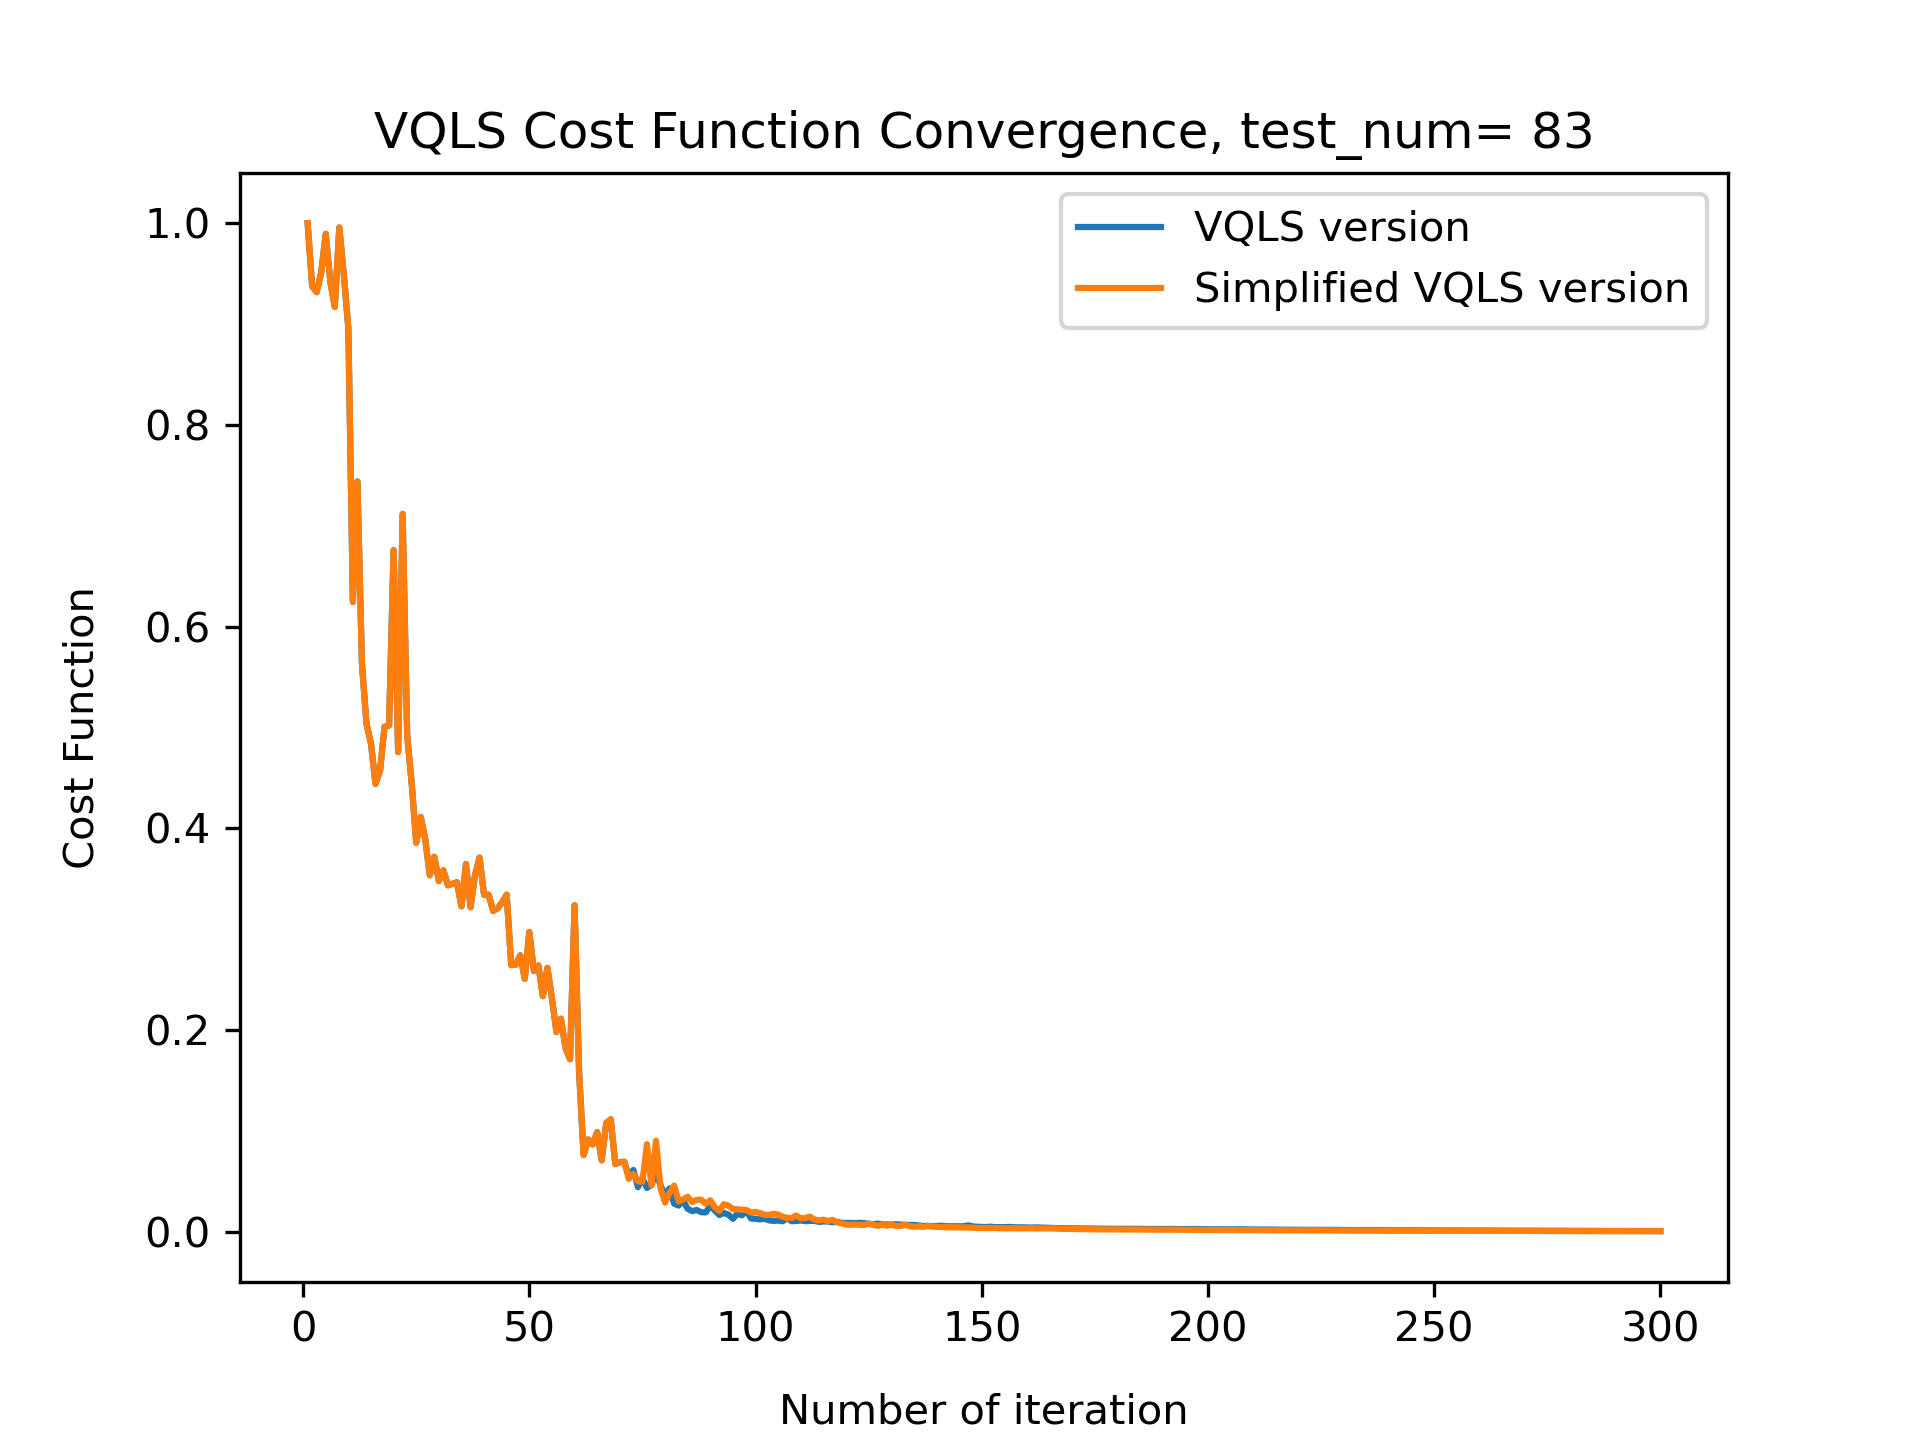 VQLS Cost Function Convergence, test_num= 83
VQLS version
Simplified VQLS version
1.0
0.8
0.6
0.4
0.2
0.0
Cost Function
0 50 100 150 200 250 300
Number of iteration